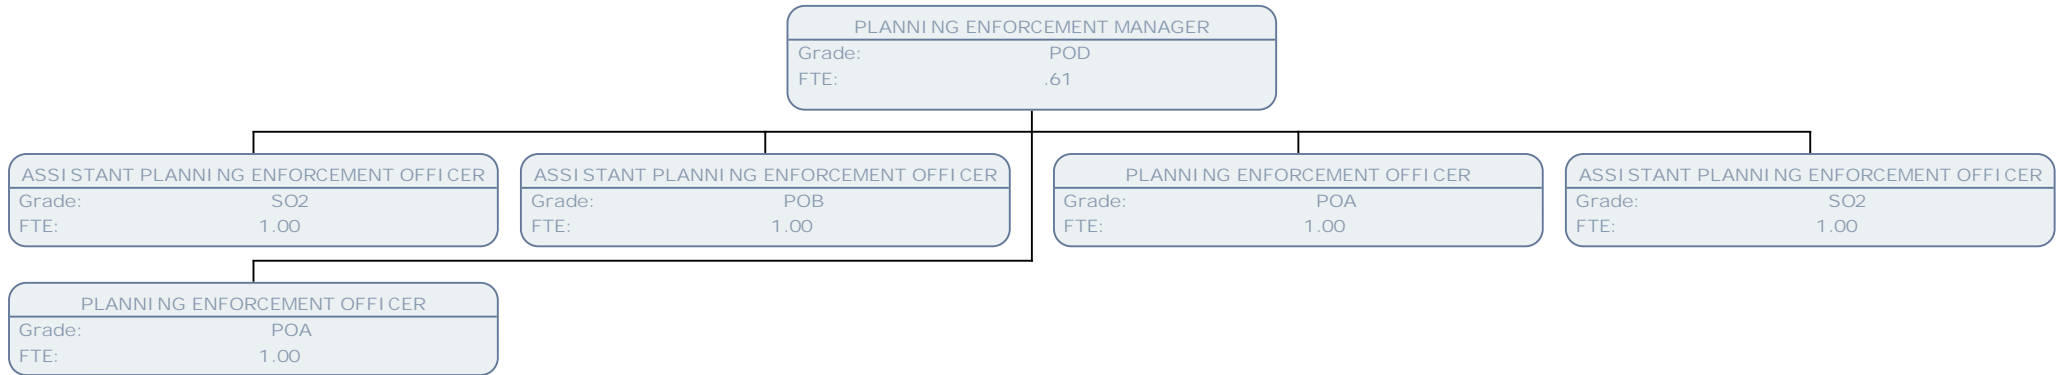 PLANNING ENFORCEMENT MANAGER
Grade: POD
FTE: .61
ASSISTANT PLANNING ENFORCEMENT OFFICER
Grade: SO2
FTE: 1.00
ASSISTANT PLANNING ENFORCEMENT OFFICER
Grade: POB
FTE: 1.00
PLANNING ENFORCEMENT OFFICER
Grade: POA
FTE: 1.00
ASSISTANT PLANNING ENFORCEMENT OFFICER
Grade: SO2
FTE: 1.00
PLANNING ENFORCEMENT OFFICER
Grade: POA
FTE: 1.00